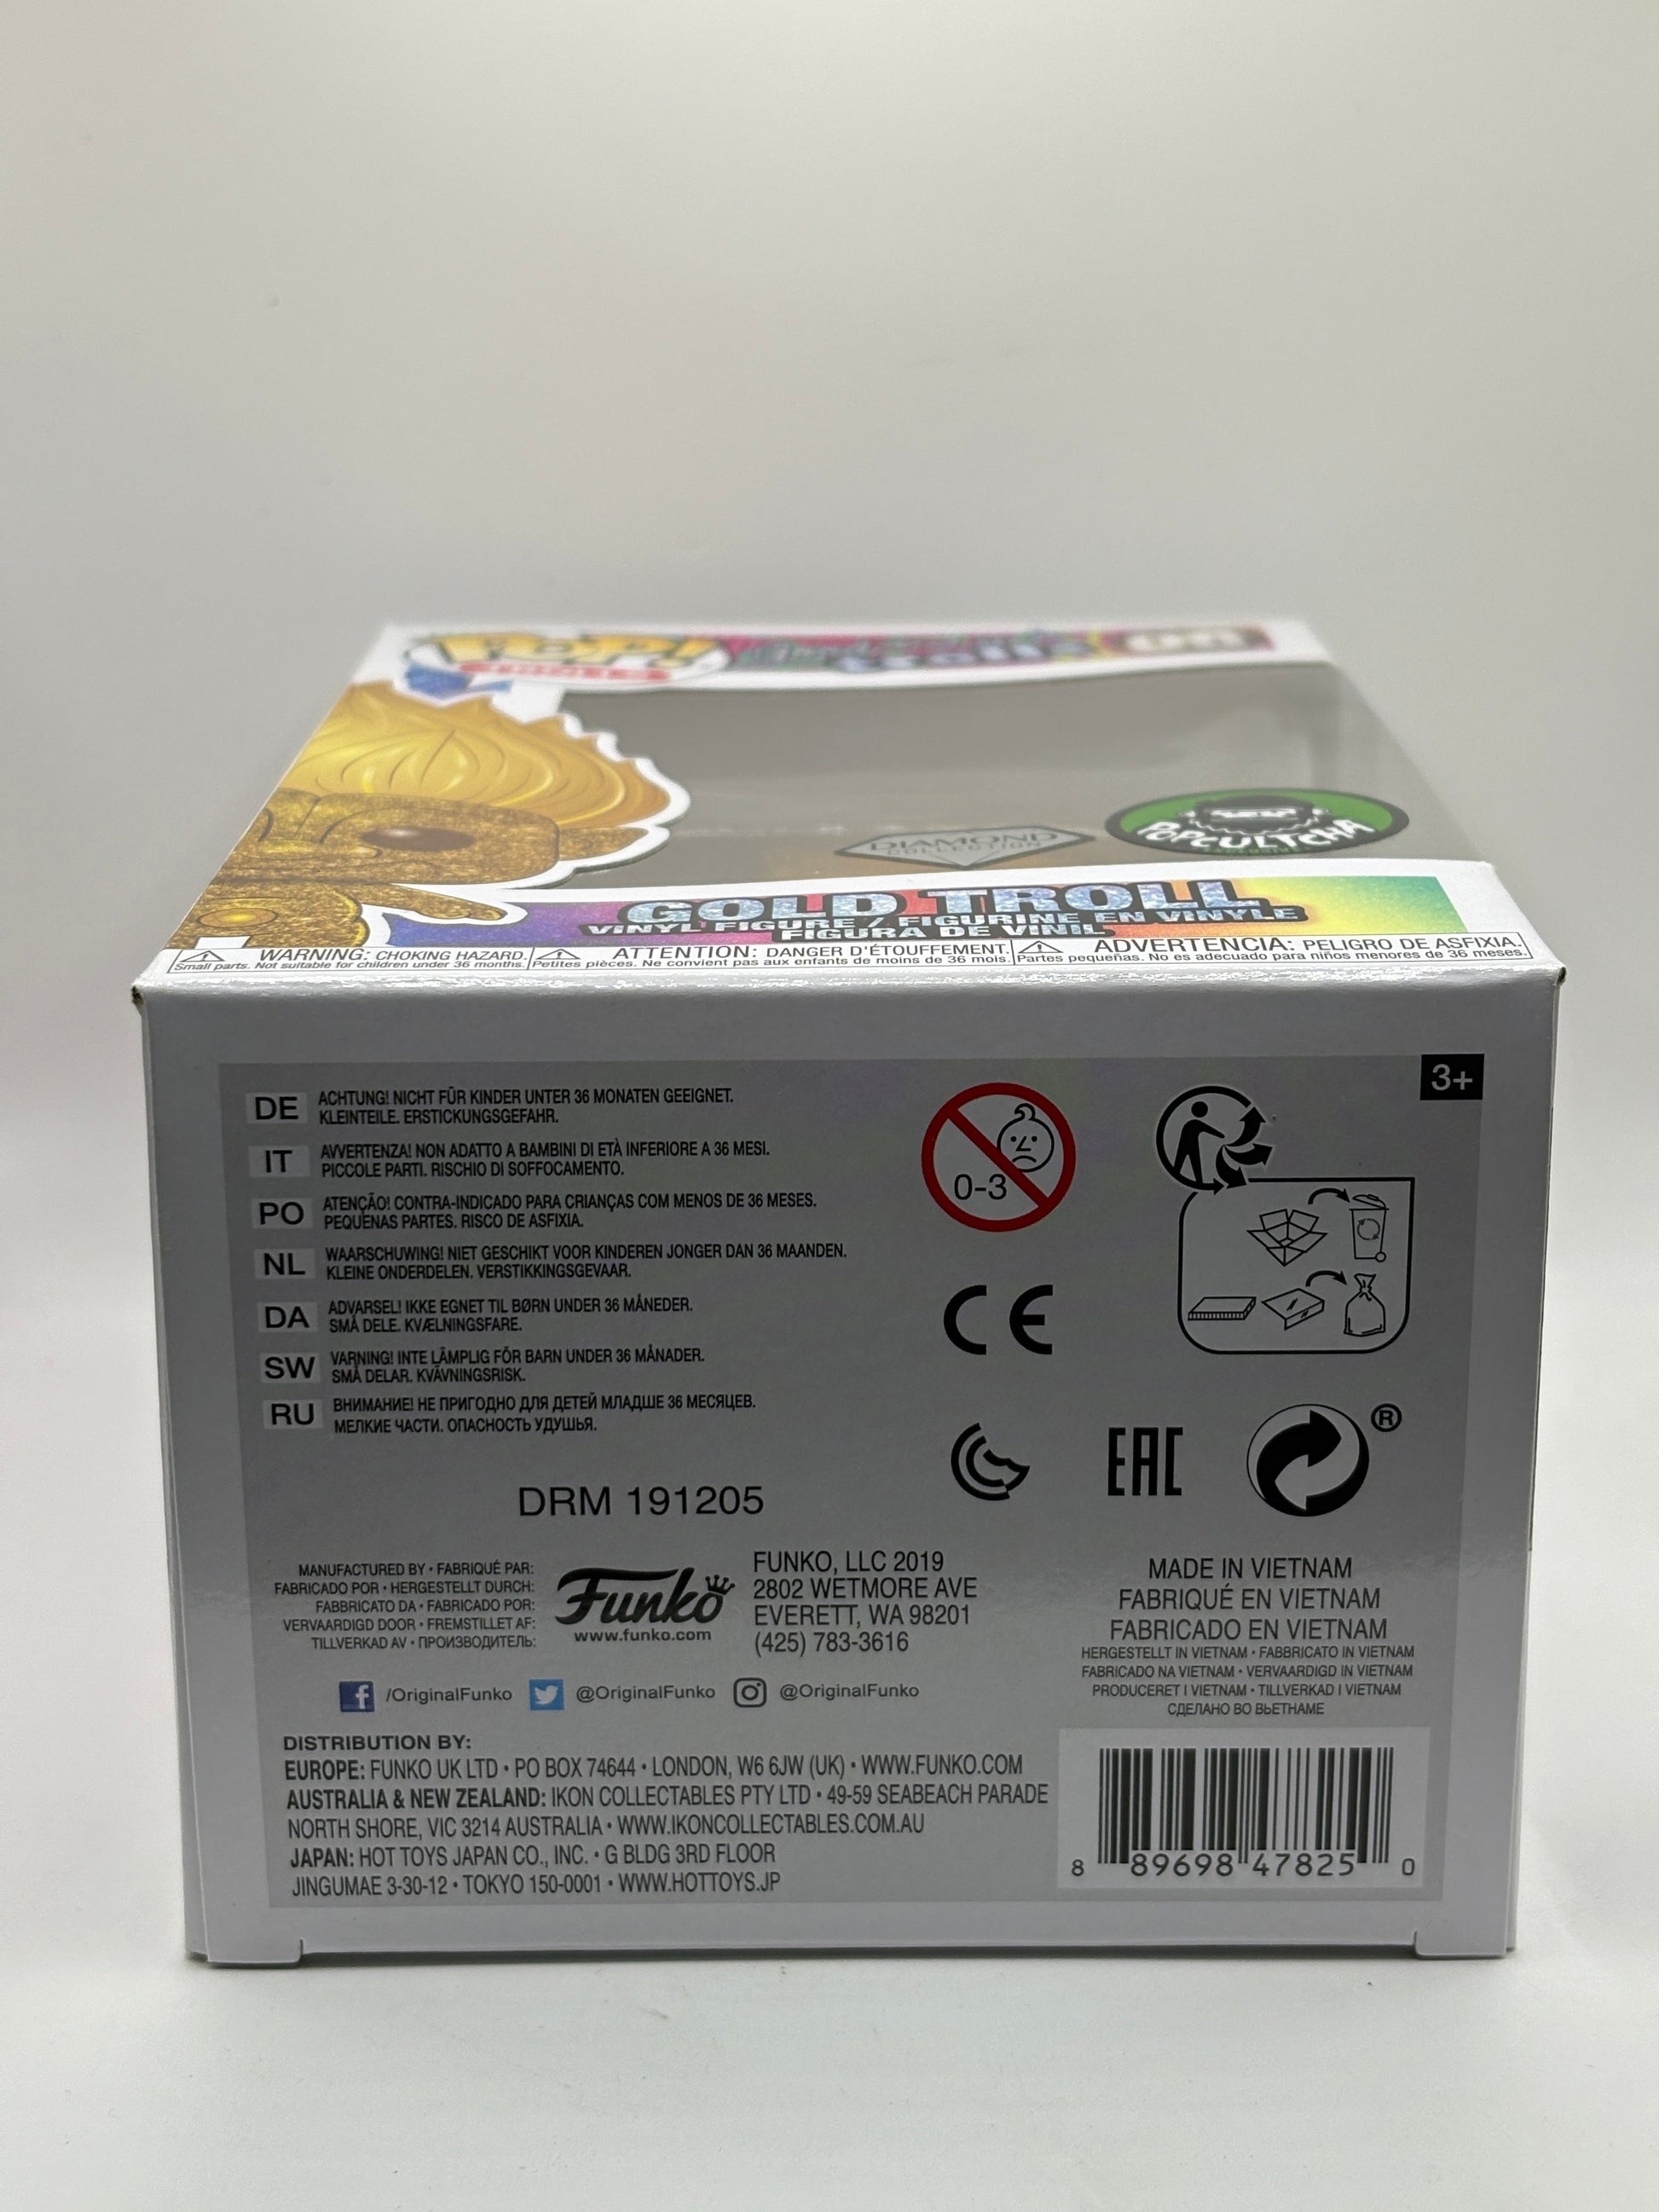 POP!
trolls
DIAMOND
COLLECTION
POPCULTCHA
EXCLUSIVE
GOLD TROLL
VINYL FIGURE / FIGURINE EN VINYLE
FIGURA DE VINIL
WARNING: CHOKING HAZARD.
Small parts. Not suitable for children under 36 months.
ATTENTION: DANGER D'ÉTOUFFEMENT.
Petites pièces. Ne convient pas aux enfants de moins de 36 mois.
ADVERTENCIA: PELIGRO DE ASFIXIA.
Partes pequeñas. No es adecuado para niños menores de 36 meses.
3+
DE ACHTUNG! NICHT FÜR KINDER UNTER 36 MONATEN GEEIGNET.
KLEINTEILE. ERSTICKUNGSGEFAHR.
IT AVVERTENZA! NON ADATTO A BAMBINI DI ETÀ INFERIORE A 36 MESI.
PICCOLE PARTI. RISCHIO DI SOFFOCAMENTO.
PO ATENÇÃO! CONTRA-INDICADO PARA CRIANÇAS COM MENOS DE 36 MESES.
PEQUENAS PARTES. RISCO DE ASFIXIA.
NL WAARSCHUWING! NIET GESCHIKT VOOR KINDEREN JONGER DAN 36 MAANDEN.
KLEINE ONDERDELEN. VERSTIKKINGSGEVAAR.
DA ADVARSEL! IKKE EGNET TIL BØRN UNDER 36 MÅNEDER.
SMÅ DELE. KVÆLNINGSFARE.
SW VARNING! INTE LÄMPLIG FÖR BARN UNDER 36 MÅNADER.
SMÅ DELAR. KVÄVNINGSRISK.
RU ВНИМАНИЕ! НЕ ПРИГОДНО ДЛЯ ДЕТЕЙ МЛАДШЕ 36 МЕСЯЦЕВ.
МЕЛКИЕ ЧАСТИ. ОПАСНОСТЬ УДУШЬЯ.
0-3
CE
EAC
®
DRM 191205
MANUFACTURED BY • FABRIQUÉ PAR:
FABRICADO POR • HERGESTELLT DURCH:
FABBRICATO DA • FABRICADO POR:
VERVAARDIGD DOOR • FREMSTILLET AF:
TILLVERKAD AV • ПРОИЗВОДИТЕЛЬ:
Funko
www.funko.com
FUNKO, LLC 2019
2802 WETMORE AVE
EVERETT, WA 98201
(425) 783-3616
MADE IN VIETNAM
FABRIQUÉ EN VIETNAM
FABRICADO EN VIETNAM
HERGESTELLT IN VIETNAM • FABBRICATO IN VIETNAM
FABRICADO NA VIETNAM • VERVAARDIGD IN VIETNAM
PRODUCERET I VIETNAM • TILLVERKAD I VIETNAM
СДЕЛАНО ВО ВЬЕТНАМЕ
/OriginalFunko @OriginalFunko @OriginalFunko
DISTRIBUTION BY:
EUROPE: FUNKO UK LTD • PO BOX 74644 • LONDON, W6 6JW (UK) • WWW.FUNKO.COM
AUSTRALIA & NEW ZEALAND: IKON COLLECTABLES PTY LTD • 49-59 SEABEACH PARADE
NORTH SHORE, VIC 3214 AUSTRALIA • WWW.IKONCOLLECTABLES.COM.AU
JAPAN: HOT TOYS JAPAN CO., INC. • G BLDG 3RD FLOOR
JINGUMAE 3-30-12 • TOKYO 150-0001 • WWW.HOTTOYS.JP
8 89698 47825 0